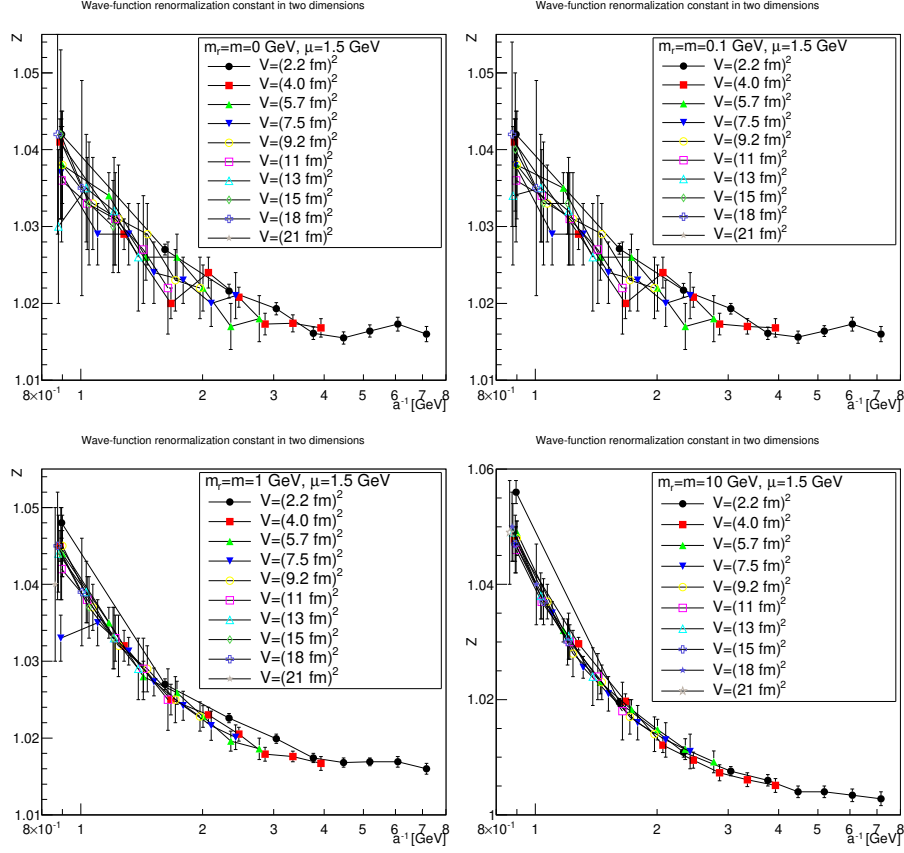 Wave-function renormalization constant in two dimensions
Z
m_r=m=0 GeV, μ=1.5 GeV
V=(2.2 fm)^2
V=(4.0 fm)^2
V=(5.7 fm)^2
V=(7.5 fm)^2
V=(9.2 fm)^2
V=(11 fm)^2
V=(13 fm)^2
V=(15 fm)^2
V=(18 fm)^2
V=(21 fm)^2
1.05
1.04
1.03
1.02
1.01
8×10^-1 1 2 3 4 5 6 7 8
a^-1 [GeV]
Wave-function renormalization constant in two dimensions
Z
m_r=m=0.1 GeV, μ=1.5 GeV
V=(2.2 fm)^2
V=(4.0 fm)^2
V=(5.7 fm)^2
V=(7.5 fm)^2
V=(9.2 fm)^2
V=(11 fm)^2
V=(13 fm)^2
V=(15 fm)^2
V=(18 fm)^2
V=(21 fm)^2
1.05
1.04
1.03
1.02
1.01
8×10^-1 1 2 3 4 5 6 7 8
a^-1 [GeV]
Wave-function renormalization constant in two dimensions
Z
m_r=m=1 GeV, μ=1.5 GeV
V=(2.2 fm)^2
V=(4.0 fm)^2
V=(5.7 fm)^2
V=(7.5 fm)^2
V=(9.2 fm)^2
V=(11 fm)^2
V=(13 fm)^2
V=(15 fm)^2
V=(18 fm)^2
V=(21 fm)^2
1.05
1.04
1.03
1.02
1.01
8×10^-1 1 2 3 4 5 6 7 8
a^-1 [GeV]
Wave-function renormalization constant in two dimensions
Z
m_r=m=10 GeV, μ=1.5 GeV
V=(2.2 fm)^2
V=(4.0 fm)^2
V=(5.7 fm)^2
V=(7.5 fm)^2
V=(9.2 fm)^2
V=(11 fm)^2
V=(13 fm)^2
V=(15 fm)^2
V=(18 fm)^2
V=(21 fm)^2
1.06
1.04
1.02
1
8×10^-1 1 2 3 4 5 6 7 8
a^-1 [GeV]